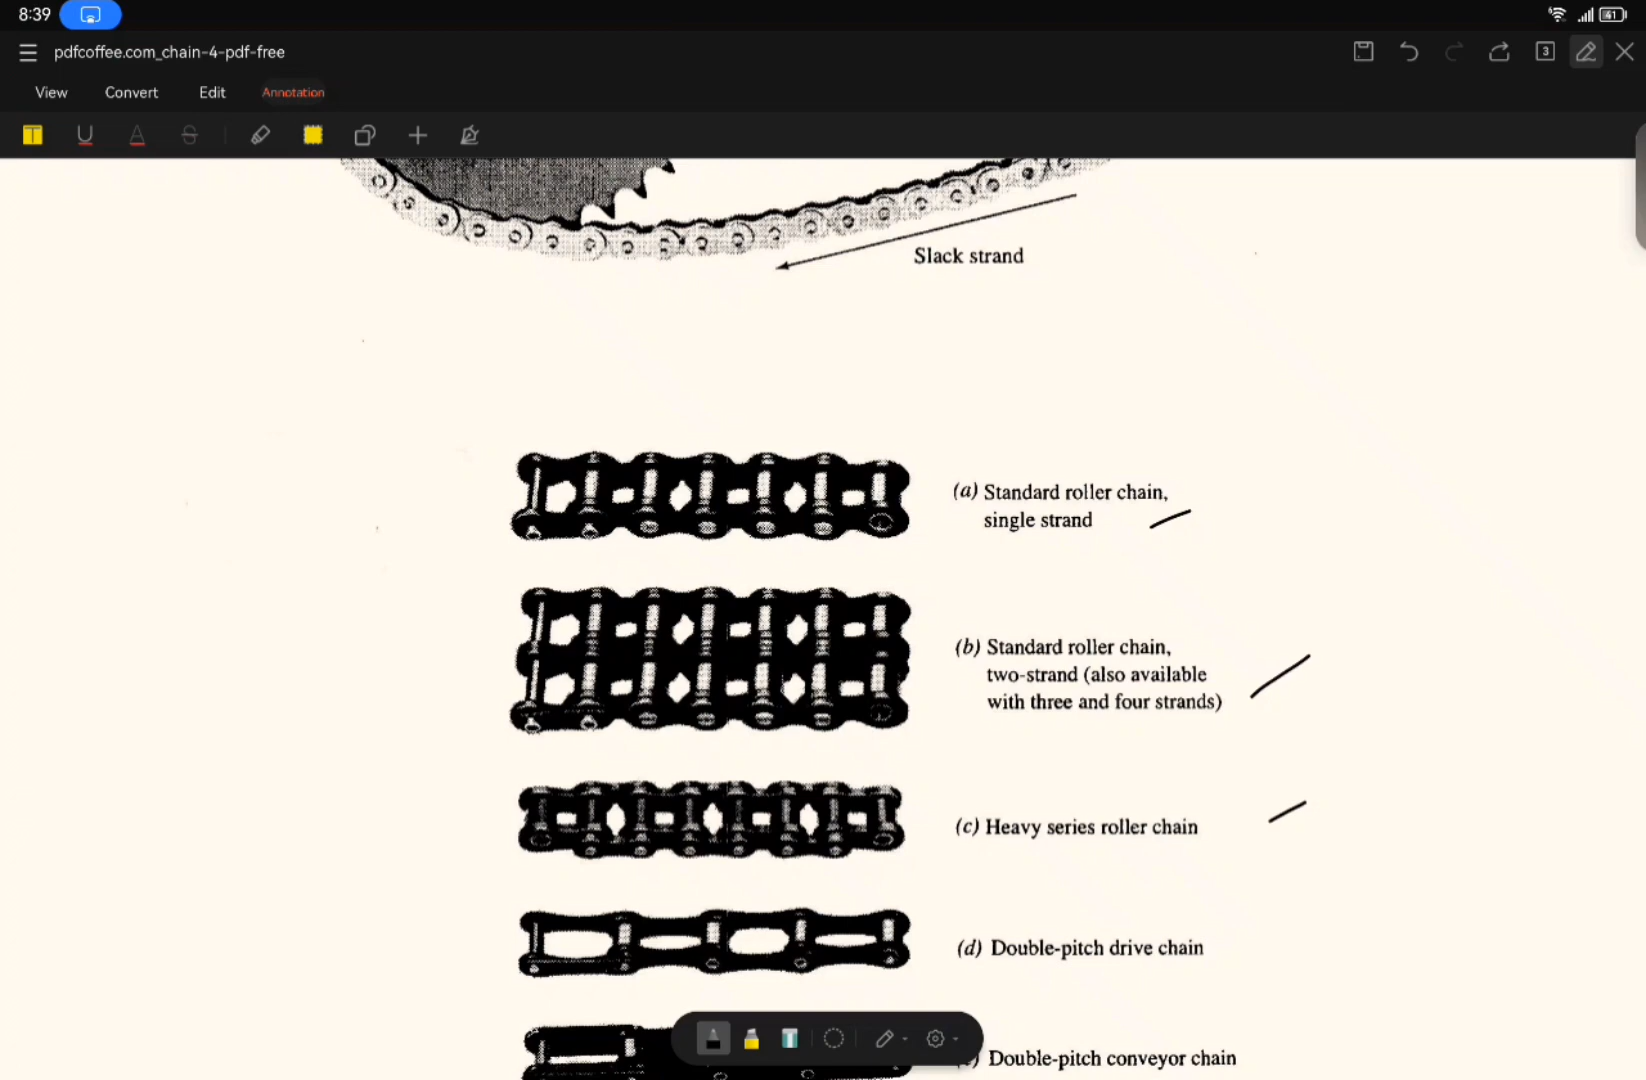 8:39
41
pdfcoffee.com_chain-4-pdf-free
3
View Convert Edit Annotation
T U A S
Slack strand
(a) Standard roller chain,
single strand
(b) Standard roller chain,
two-strand (also available
with three and four strands)
(c) Heavy series roller chain
(d) Double-pitch drive chain
) Double-pitch conveyor chain